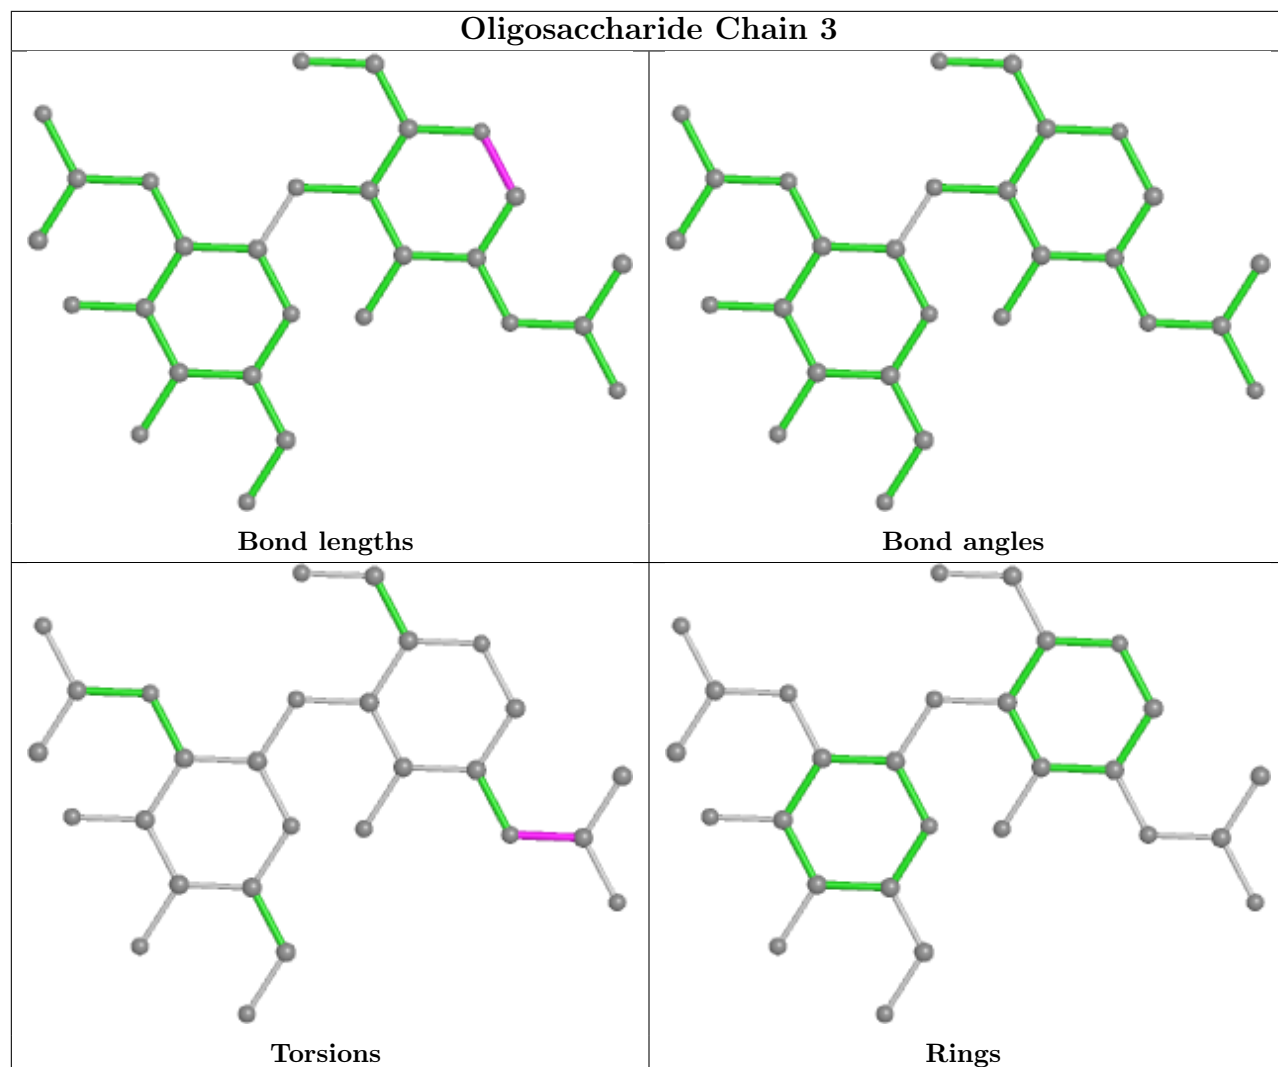 Oligosaccharide Chain 3
Bond lengths
Bond angles
Torsions
Rings